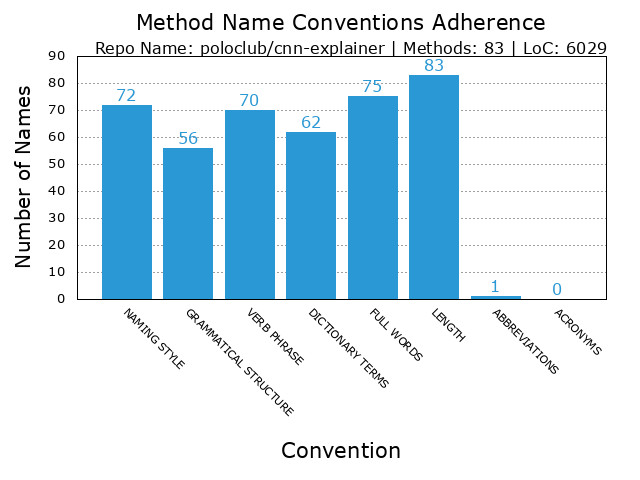 Method Name Conventions Adherence
Repo Name: poloclub/cnn-explainer | Methods: 83 | LoC: 6029
Number of Names
90
80
70
60
50
40
30
20
10
0
72
56
70
62
75
83
1
0
NAMING STYLE
GRAMMATICAL STRUCTURE
VERB PHRASE
DICTIONARY TERMS
FULL WORDS
LENGTH
ABBREVIATIONS
ACRONYMS
Convention